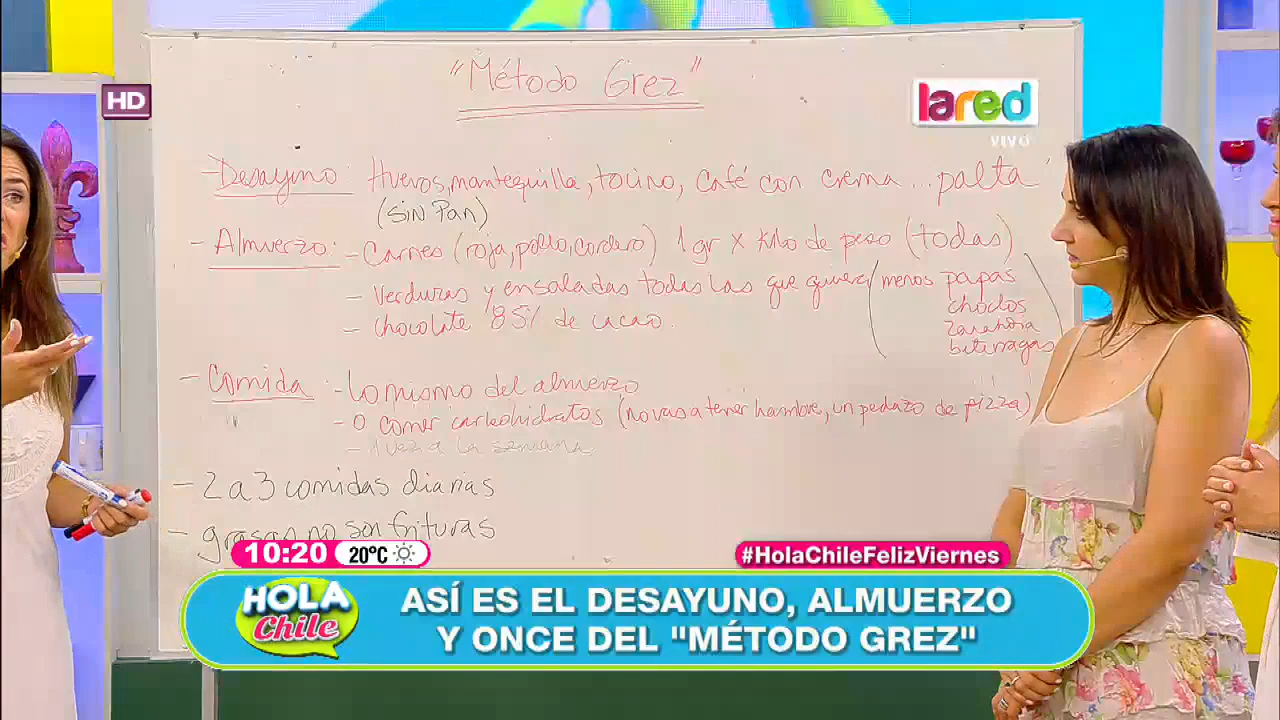 "Método Grez"
HD
lared
VIVO
- Desayuno: Huevos, mantequilla, tocino, café con crema... palta
(sin Pan)
- Almuerzo: - Carnes (roja, pollo, cordero) 1 gr x kilo de peso (todas)
- Verduras y ensaladas todas las que quiera (menos papas
choclos
zanahoria
betarragas)
- Chocolate 85% de cacao.
- Comida: - Lo mismo del almuerzo
- O comer carbohidratos (no vas a tener hambre, un pedazo de pizza)
- 1 vez a la semana
- 2 a 3 comidas diarias
- grasas no son frituras
10:20 20°C
#HolaChileFelizViernes
HOLA Chile
ASÍ ES EL DESAYUNO, ALMUERZO
Y ONCE DEL "MÉTODO GREZ"